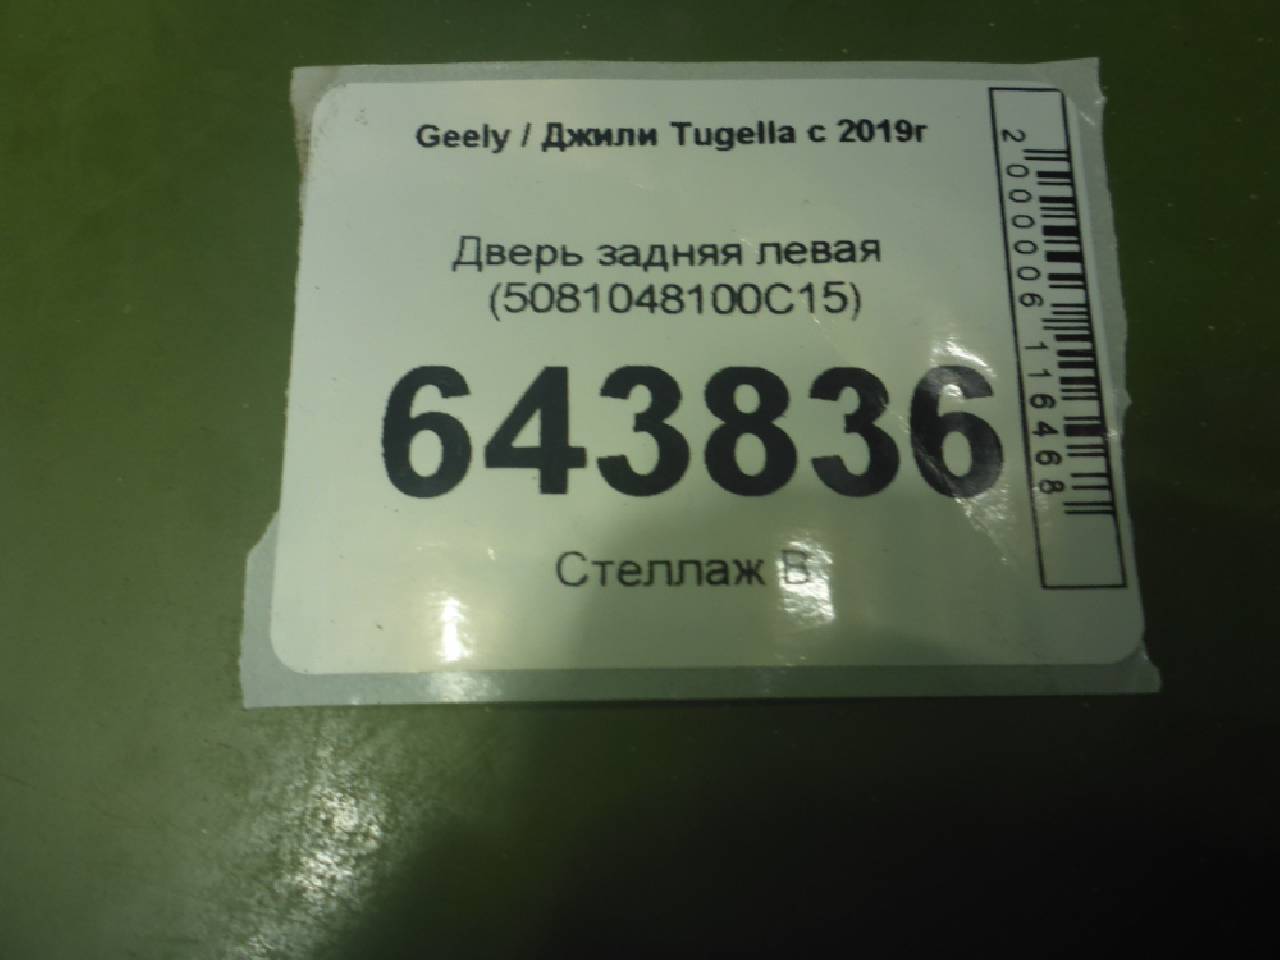 Geely / Джили Tugella с 2019г
Дверь задняя левая
(5081048100C15)
643836
Стеллаж В
2000006116468